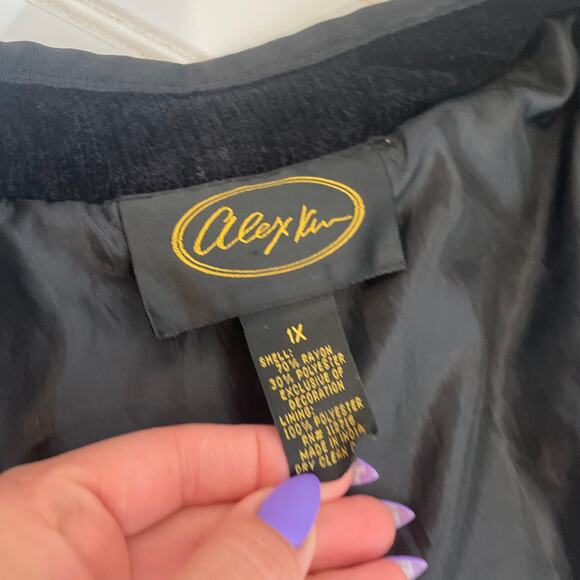 alex Kim
1X
SHELL:
70% RAYON
30% POLYESTER
EXCLUSIVE OF
DECORATION
LINING:
100% POLYESTER
RN#
MADE IN INDIA
DRY CLEAN